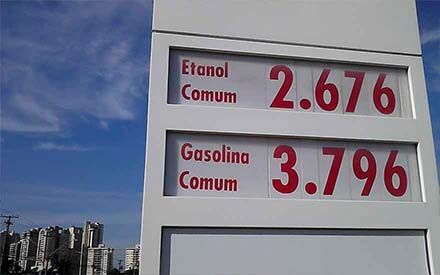 Etanol
Comum 2.676
Gasolina
Comum 3.796